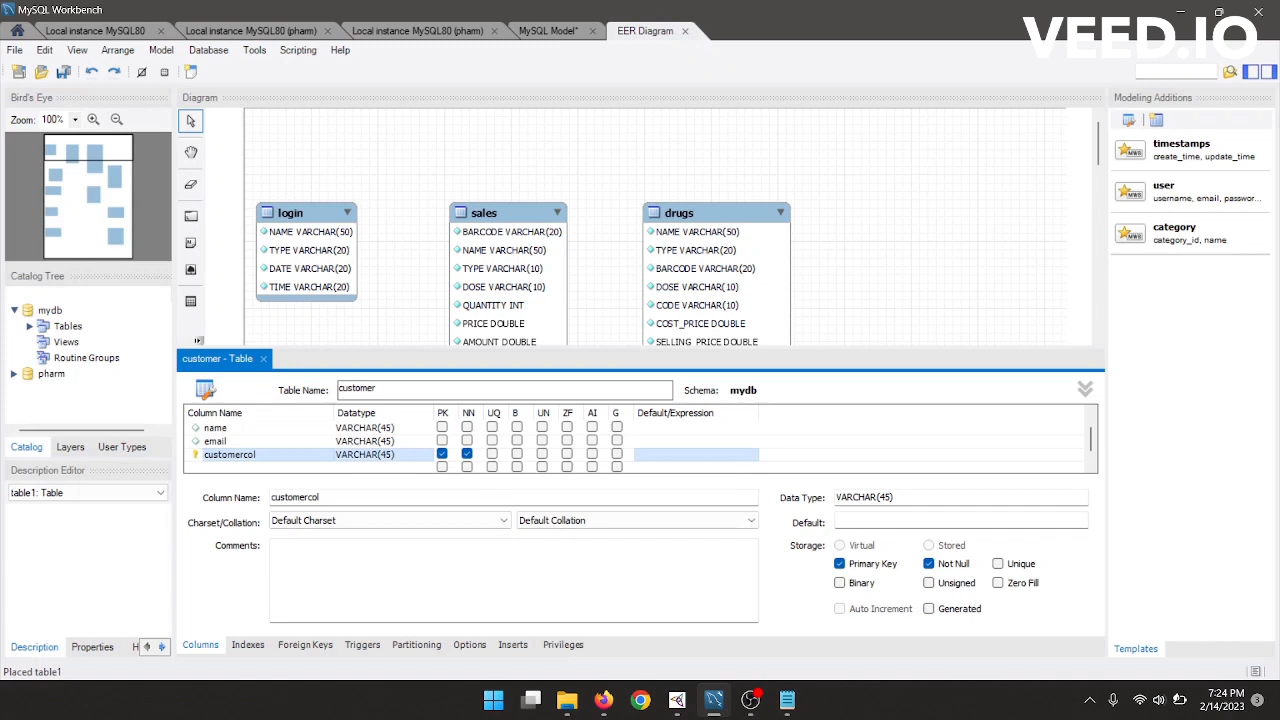 MySQL Workbench
VEED.IO
Local instance MySQL80
Local instance MySQL80 (pharm)
Local instance MySQL80 (pharm)
MySQL Model*
EER Diagram
File Edit View Arrange Model Database Tools Scripting Help
Bird's Eye
Zoom: 100%
Catalog Tree
mydb
Tables
Views
Routine Groups
pharm
Catalog Layers User Types
Description Editor
table1: Table
Description Properties H
Placed table1
Diagram
login
NAME VARCHAR(50)
TYPE VARCHAR(20)
DATE VARCHAR(20)
TIME VARCHAR(20)
sales
BARCODE VARCHAR(20)
NAME VARCHAR(50)
TYPE VARCHAR(10)
DOSE VARCHAR(10)
QUANTITY INT
PRICE DOUBLE
AMOUNT DOUBLE
drugs
NAME VARCHAR(50)
TYPE VARCHAR(20)
BARCODE VARCHAR(20)
DOSE VARCHAR(10)
CODE VARCHAR(10)
COST_PRICE DOUBLE
SELLING_PRICE DOUBLE
customer - Table
Table Name: customer Schema: mydb
Column Name Datatype PK NN UQ B UN ZF AI G Default/Expression
name VARCHAR(45)
email VARCHAR(45)
customercol VARCHAR(45)
Column Name: customercol Data Type: VARCHAR(45)
Charset/Collation: Default Charset Default Collation Default:
Comments: Storage: Virtual Stored
Primary Key Not Null Unique
Binary Unsigned Zero Fill
Auto Increment Generated
Columns Indexes Foreign Keys Triggers Partitioning Options Inserts Privileges
Modeling Additions
timestamps
create_time, update_time
user
username, email, passwor...
category
category_id, name
Templates
7:24 PM
2/14/2023
3